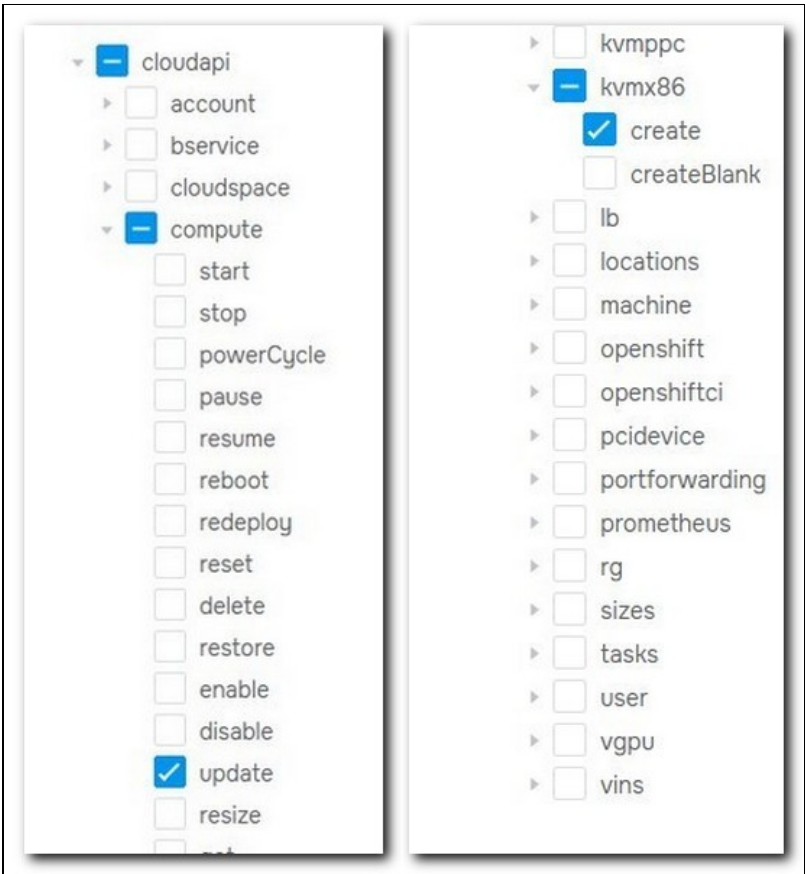 cloudapi
account
bservice
cloudspace
compute
start
stop
powerCycle
pause
resume
reboot
redeploy
reset
delete
restore
enable
disable
update
resize
kvmppc
kvmx86
create
createBlank
lb
locations
machine
openshift
openshiftci
pcidevice
portforwarding
prometheus
rg
sizes
tasks
user
vgpu
vins